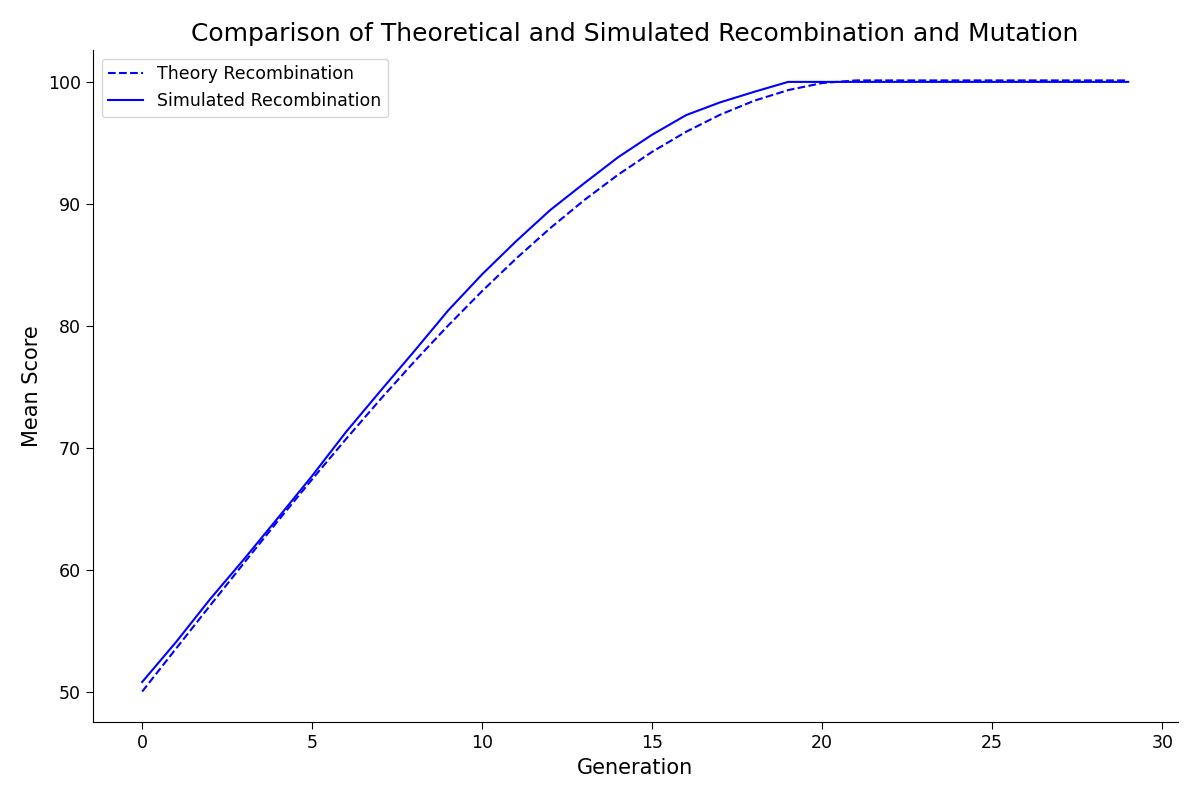 Comparison of Theoretical and Simulated Recombination and Mutation
Theory Recombination
Simulated Recombination
Mean Score
100
90
80
70
60
50
0 5 10 15 20 25 30
Generation